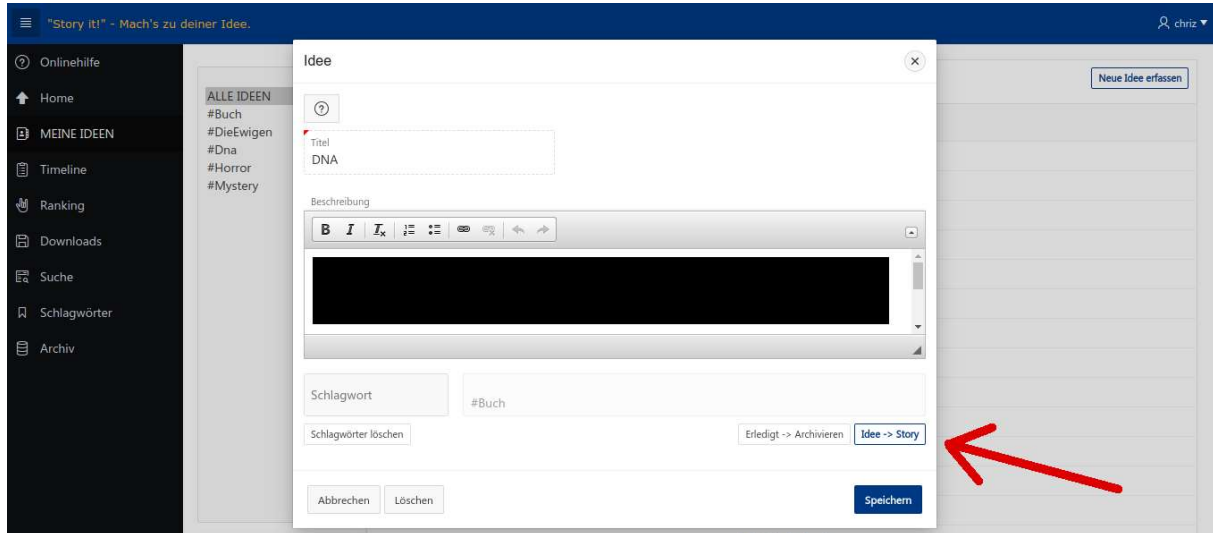 "Story it!" - Mach's zu deiner Idee.
chriz
Onlinehilfe
Home
MEINE IDEEN
Timeline
Ranking
Downloads
Suche
Schlagwörter
Archiv
ALLE IDEEN
#Buch
#DieEwigen
#Dna
#Horror
#Mystery
Neue Idee erfassen
Idee
Titel
DNA
Beschreibung
B I Tx
Schlagwort
#Buch
Schlagwörter löschen
Erledigt -> Archivieren
Idee -> Story
Abbrechen
Löschen
Speichern